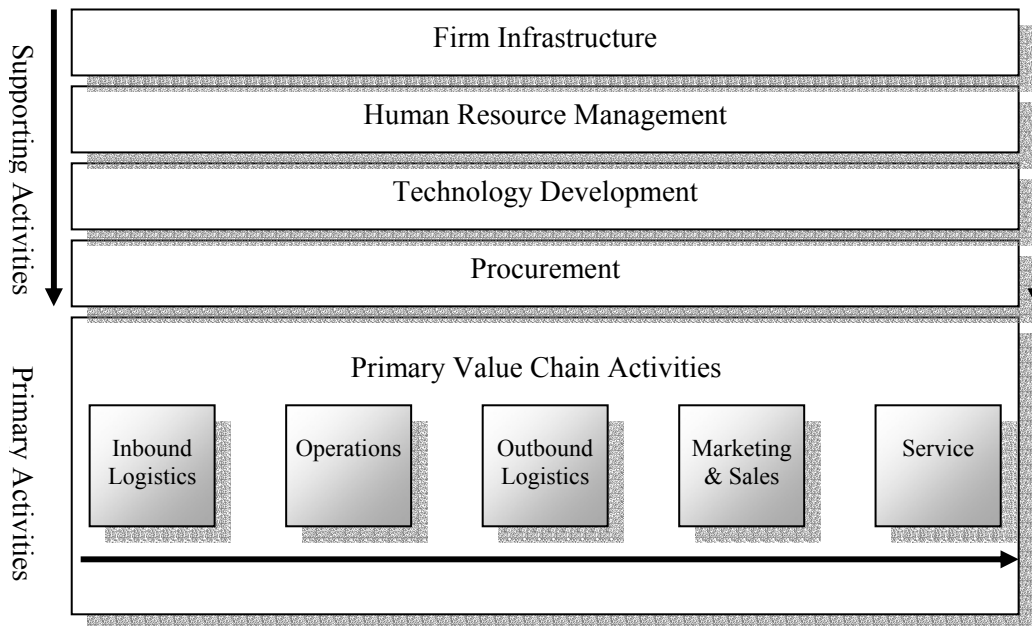 Supporting Activities
Firm Infrastructure
Human Resource Management
Technology Development
Procurement
Primary Activities
Primary Value Chain Activities
Inbound
Logistics
Operations
Outbound
Logistics
Marketing
& Sales
Service